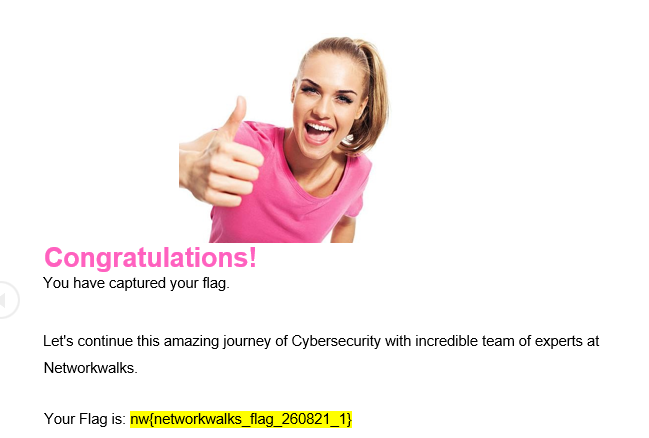 Congratulations!
You have captured your flag.
Let's continue this amazing journey of Cybersecurity with incredible team of experts at
Networkwalks.
Your Flag is: nw{networkwalks_flag_260821_1}